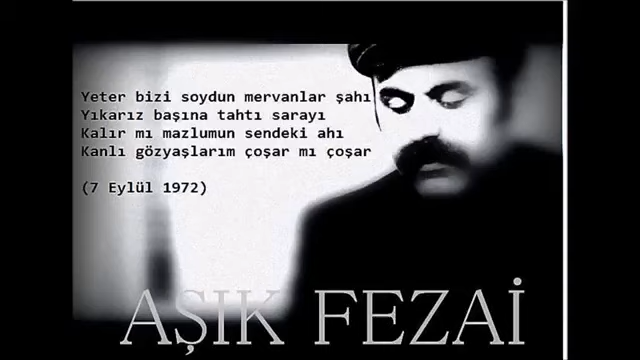 Yeter bizi soydun mervanlar şahı
Yıkarız başına tahtı sarayı
Kalır mı mazlumun sendeki ahı
Kanlı gözyaşlarım çoşar mı çoşar
(7 Eylül 1972)
AŞIK FEZAİ